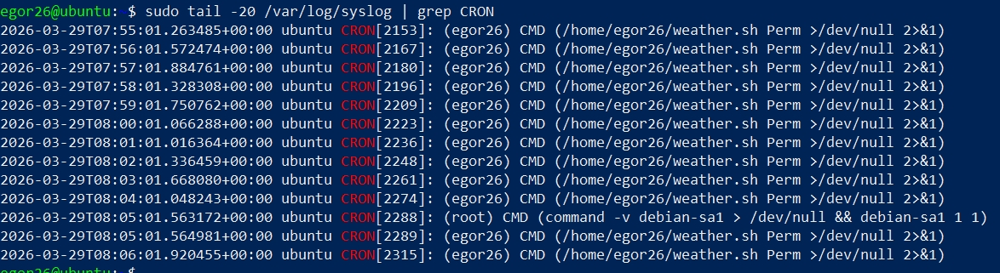 egor26@ubuntu:~$ sudo tail -20 /var/log/syslog | grep CRON
2026-03-29T07:55:01.263485+00:00 ubuntu CRON[2153]: (egor26) CMD (/home/egor26/weather.sh Perm >/dev/null 2>&1)
2026-03-29T07:56:01.572474+00:00 ubuntu CRON[2167]: (egor26) CMD (/home/egor26/weather.sh Perm >/dev/null 2>&1)
2026-03-29T07:57:01.884761+00:00 ubuntu CRON[2180]: (egor26) CMD (/home/egor26/weather.sh Perm >/dev/null 2>&1)
2026-03-29T07:58:01.328308+00:00 ubuntu CRON[2196]: (egor26) CMD (/home/egor26/weather.sh Perm >/dev/null 2>&1)
2026-03-29T07:59:01.750762+00:00 ubuntu CRON[2209]: (egor26) CMD (/home/egor26/weather.sh Perm >/dev/null 2>&1)
2026-03-29T08:00:01.066288+00:00 ubuntu CRON[2223]: (egor26) CMD (/home/egor26/weather.sh Perm >/dev/null 2>&1)
2026-03-29T08:01:01.016364+00:00 ubuntu CRON[2236]: (egor26) CMD (/home/egor26/weather.sh Perm >/dev/null 2>&1)
2026-03-29T08:02:01.336459+00:00 ubuntu CRON[2248]: (egor26) CMD (/home/egor26/weather.sh Perm >/dev/null 2>&1)
2026-03-29T08:03:01.668080+00:00 ubuntu CRON[2261]: (egor26) CMD (/home/egor26/weather.sh Perm >/dev/null 2>&1)
2026-03-29T08:04:01.048243+00:00 ubuntu CRON[2274]: (egor26) CMD (/home/egor26/weather.sh Perm >/dev/null 2>&1)
2026-03-29T08:05:01.563172+00:00 ubuntu CRON[2288]: (root) CMD (command -v debian-sa1 > /dev/null && debian-sa1 1 1)
2026-03-29T08:05:01.564981+00:00 ubuntu CRON[2289]: (egor26) CMD (/home/egor26/weather.sh Perm >/dev/null 2>&1)
2026-03-29T08:06:01.920455+00:00 ubuntu CRON[2315]: (egor26) CMD (/home/egor26/weather.sh Perm >/dev/null 2>&1)
egor26@ubuntu:~$